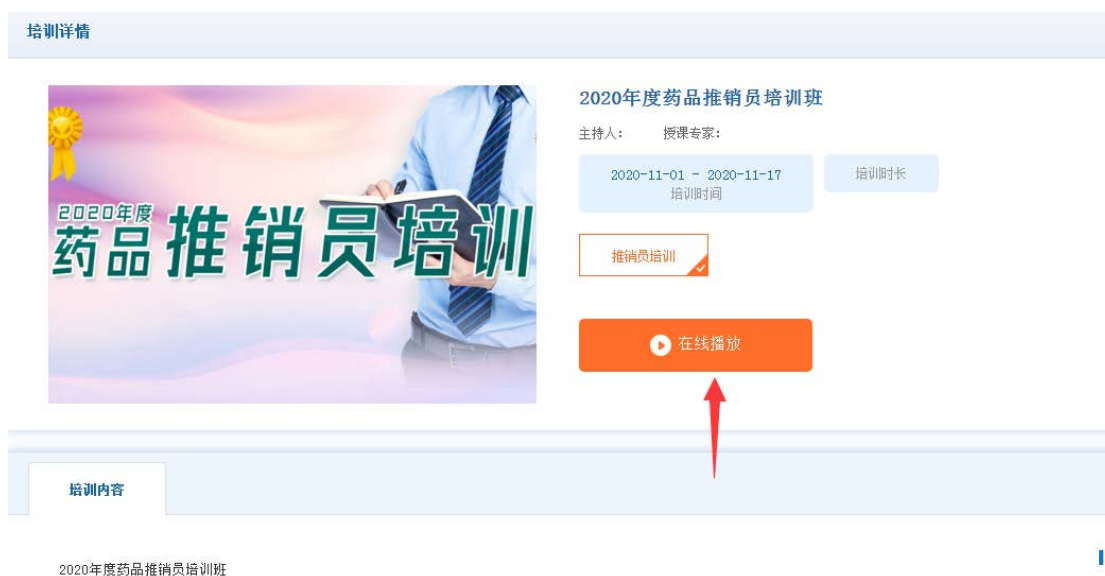 培训详情
2020年度
药品推销员培训
2020年度药品推销员培训班
主持人： 授课专家：
2020-11-01 - 2020-11-17
培训时间
培训时长
推销员培训
在线播放
培训内容
2020年度药品推销员培训班